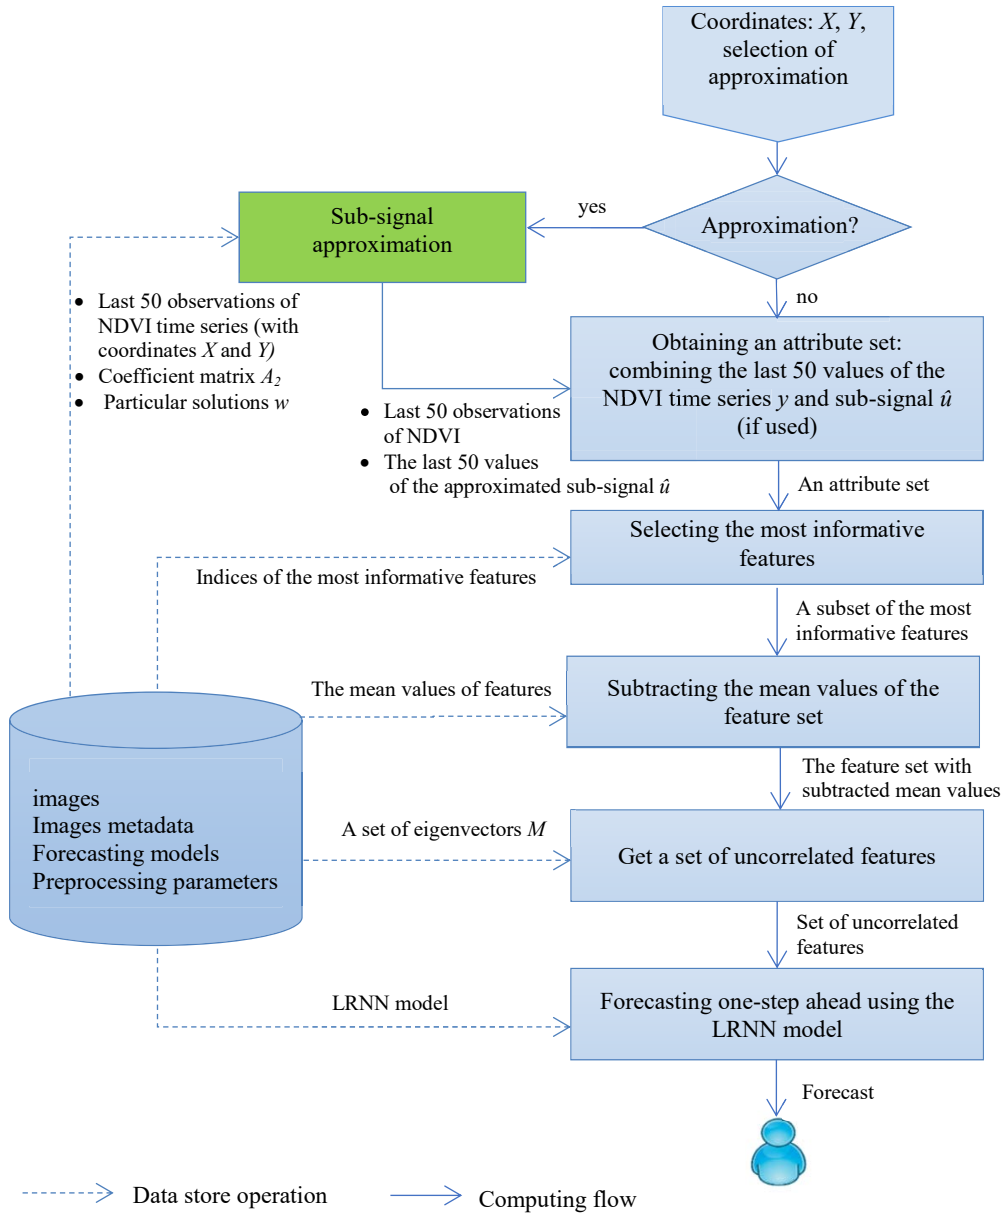 Coordinates: X, Y,
selection of
approximation
Approximation?
yes
no
Sub-signal
approximation
• Last 50 observations of
NDVI time series (with
coordinates X and Y)
• Coefficient matrix A₂
• Particular solutions w
Obtaining an attribute set:
combining the last 50 values of the
NDVI time series y and sub-signal û
(if used)
• Last 50 observations
of NDVI
• The last 50 values
of the approximated sub-signal û
An attribute set
Selecting the most informative
features
Indices of the most informative features
A subset of the most
informative features
The mean values of features
Subtracting the mean values of the
feature set
The feature set with
subtracted mean values
images
Images metadata
Forecasting models
Preprocessing parameters
A set of eigenvectors M
Get a set of uncorrelated features
Set of uncorrelated
features
LRNN model
Forecasting one-step ahead using the
LRNN model
Forecast
Data store operation
Computing flow